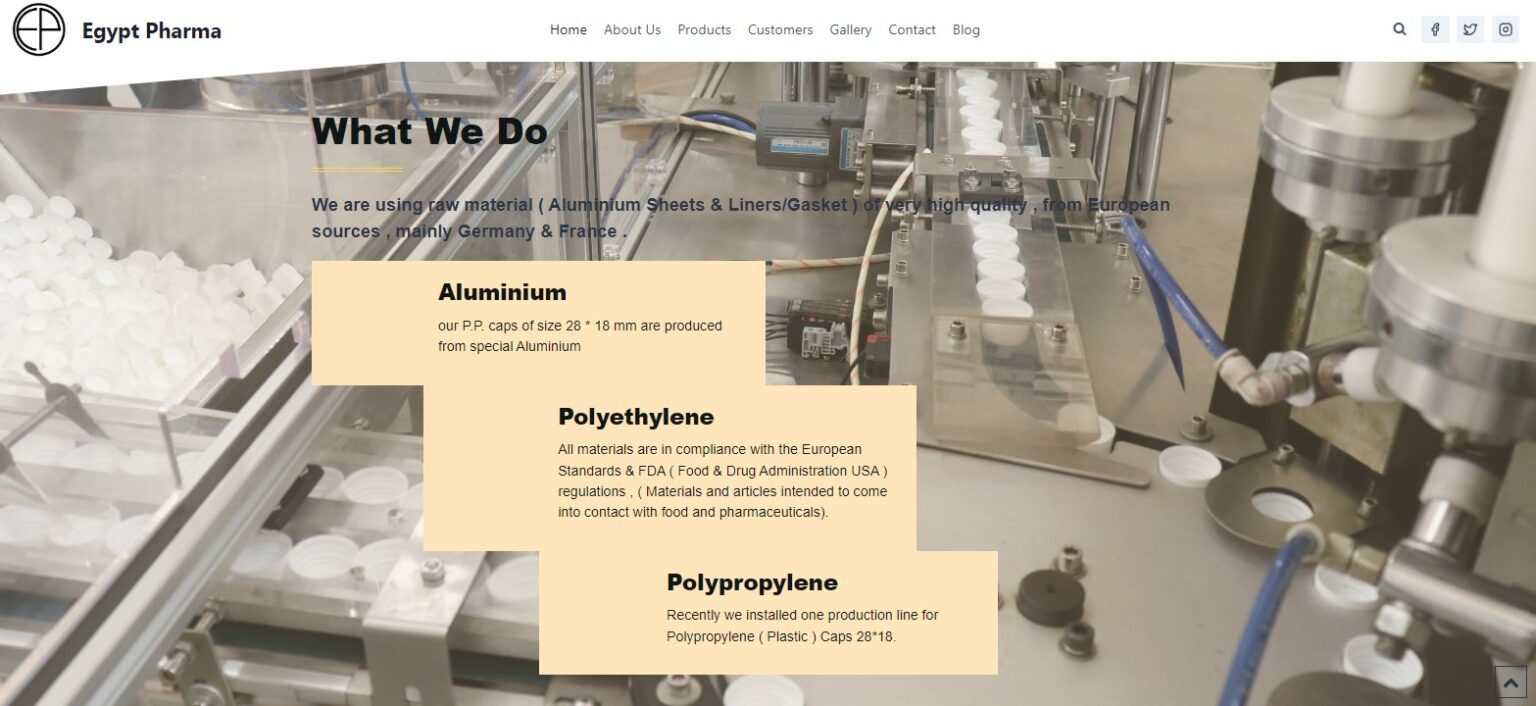 Egypt Pharma
Home About Us Products Customers Gallery Contact Blog
What We Do
We are using raw material ( Aluminium Sheets & Liners/Gasket ) of very high quality , from European
sources , mainly Germany & France .
Aluminium
our P.P. caps of size 28 * 18 mm are produced
from special Aluminium
Polyethylene
All materials are in compliance with the European
Standards & FDA ( Food & Drug Administration USA )
regulations , ( Materials and articles intended to come
into contact with food and pharmaceuticals).
Polypropylene
Recently we installed one production line for
Polypropylene ( Plastic ) Caps 28*18.